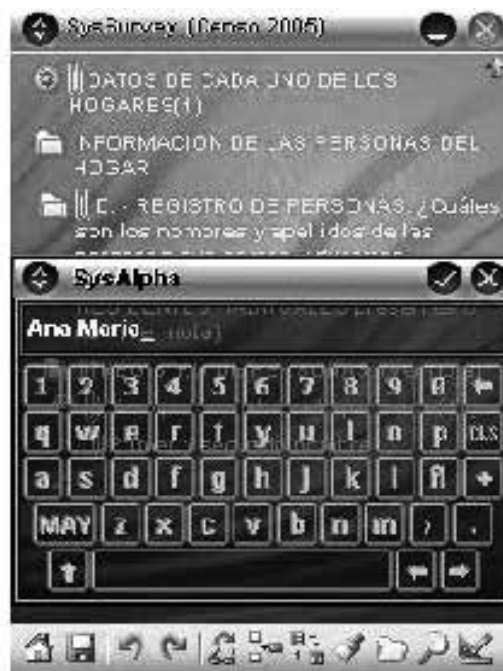 SysSurvey (Censo 2005)
DATOS DE CADA UNO DE LOS
HOGARES(1)
INFORMACION DE LAS PERSONAS DEL
HOGAR
- REGISTRO DE PERSONAS. ¿Cuáles
son los nombres y apellidos de las
SysAlpha
Ana Maria_
1 2 3 4 5 6 7 8 9 0
q w e r t y u i o p CLS
a s d f g h j k l ñ
MAY z x c v b n m , .